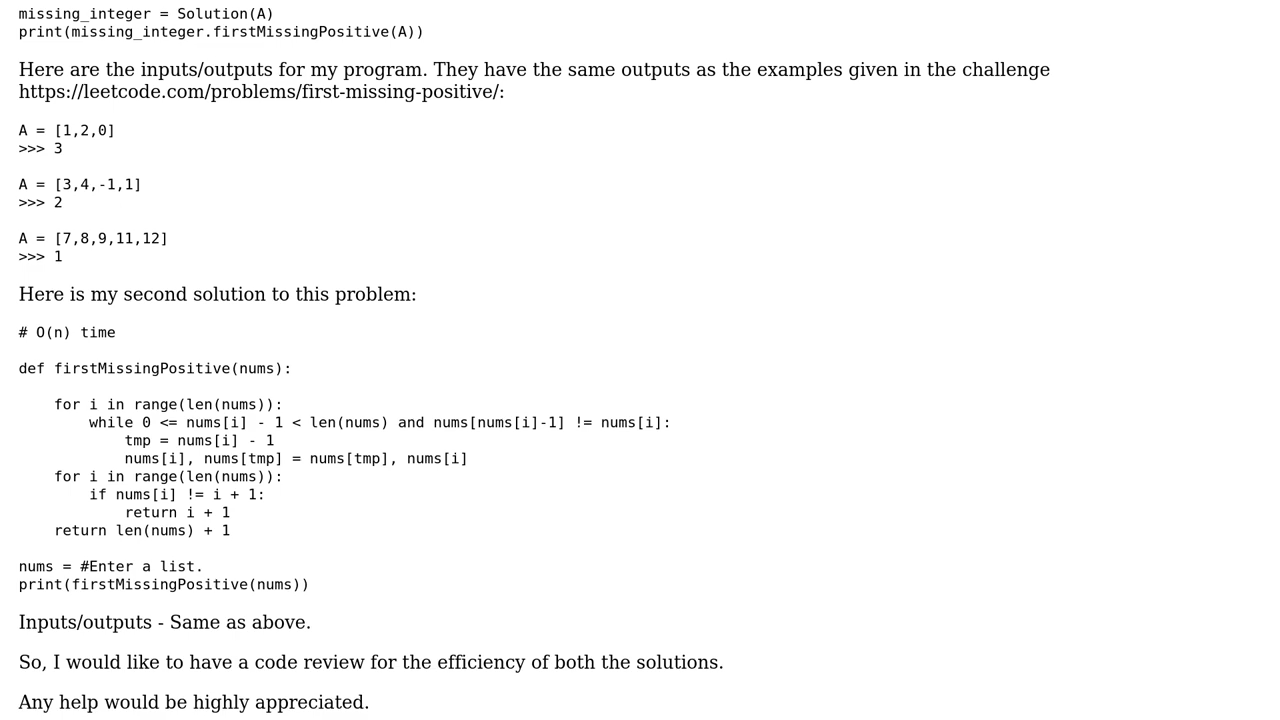 missing_integer = Solution(A)
print(missing_integer.firstMissingPositive(A))
Here are the inputs/outputs for my program. They have the same outputs as the examples given in the challenge
https://leetcode.com/problems/first-missing-positive/:
A = [1,2,0]
>>> 3
A = [3,4,-1,1]
>>> 2
A = [7,8,9,11,12]
>>> 1
Here is my second solution to this problem:
# O(n) time
def firstMissingPositive(nums):
    for i in range(len(nums)):
        while 0 <= nums[i] - 1 < len(nums) and nums[nums[i]-1] != nums[i]:
            tmp = nums[i] - 1
            nums[i], nums[tmp] = nums[tmp], nums[i]
    for i in range(len(nums)):
        if nums[i] != i + 1:
            return i + 1
    return len(nums) + 1
nums = #Enter a list.
print(firstMissingPositive(nums))
Inputs/outputs - Same as above.
So, I would like to have a code review for the efficiency of both the solutions.
Any help would be highly appreciated.